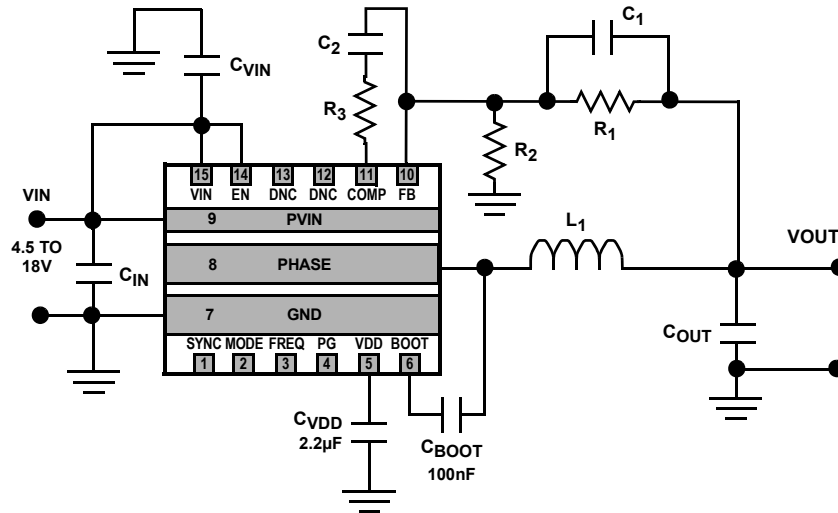 C1
C2
CVIN
R3
R1
R2
15 14 13 12 11 10
VIN EN DNC DNC COMP FB
VIN
9 PVIN
L1
VOUT
4.5 TO
18V
CIN
8 PHASE
7 GND
COUT
SYNC MODE FREQ PG VDD BOOT
1 2 3 4 5 6
CVDD
2.2µF
CBOOT
100nF